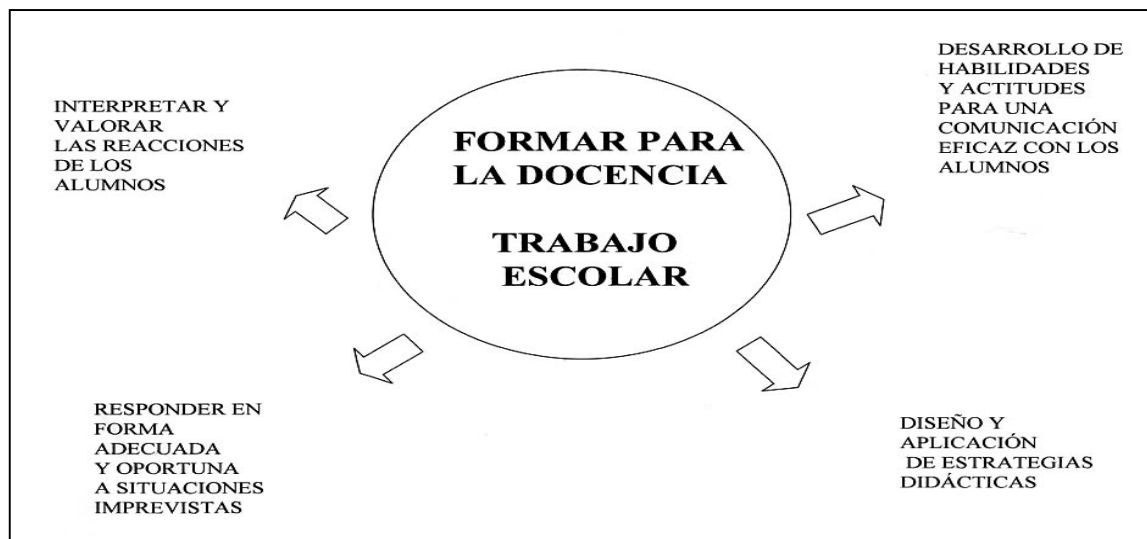 INTERPRETAR Y
VALORAR
LAS REACCIONES
DE LOS
ALUMNOS
FORMAR PARA
LA DOCENCIA
TRABAJO
ESCOLAR
DESARROLLO DE
HABILIDADES
Y ACTITUDES
PARA UNA
COMUNICACIÓN
EFICAZ CON LOS
ALUMNOS
RESPONDER EN
FORMA
ADECUADA
Y OPORTUNA
A SITUACIONES
IMPREVISTAS
DISEÑO Y
APLICACIÓN
DE ESTRATEGIAS
DIDÁCTICAS